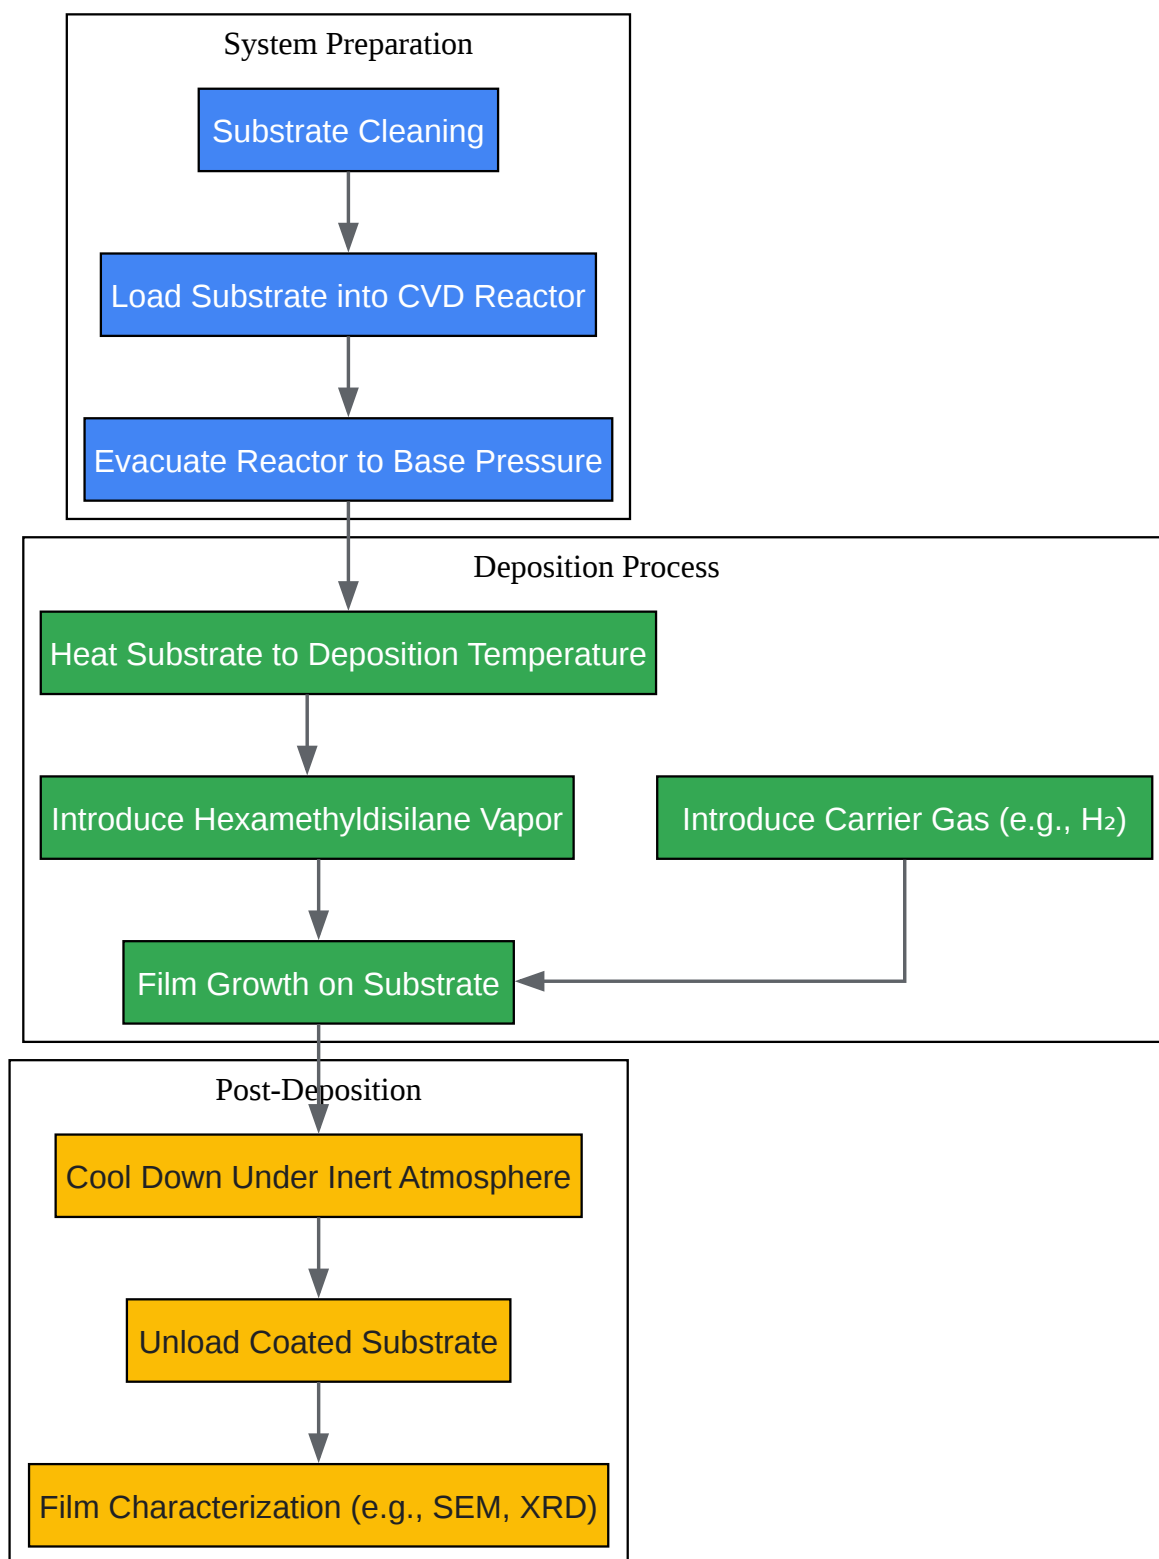 System Preparation
Substrate Cleaning
Load Substrate into CVD Reactor
Evacuate Reactor to Base Pressure
Deposition Process
Heat Substrate to Deposition Temperature
Introduce Hexamethyldisilane Vapor
Introduce Carrier Gas (e.g., H₂)
Film Growth on Substrate
Post-Deposition
Cool Down Under Inert Atmosphere
Unload Coated Substrate
Film Characterization (e.g., SEM, XRD)